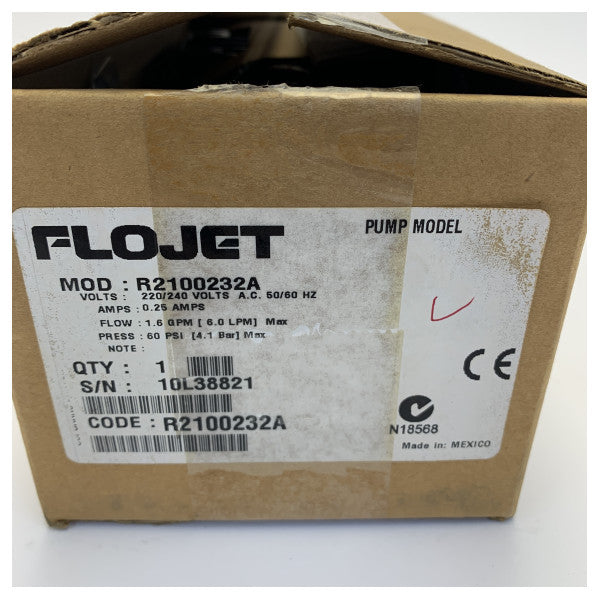 FLOJET
PUMP MODEL
MOD : R2100232A
VOLTS : 220/240 VOLTS A.C. 50/60 HZ
AMPS : 0.25 AMPS
FLOW : 1.6 GPM [ 6.0 LPM] Max
PRESS : 60 PSI [4.1 Bar] Max
NOTE :
QTY : 1
S/N : 10L38821
CODE : R2100232A
CE
N18568
Made in: MEXICO